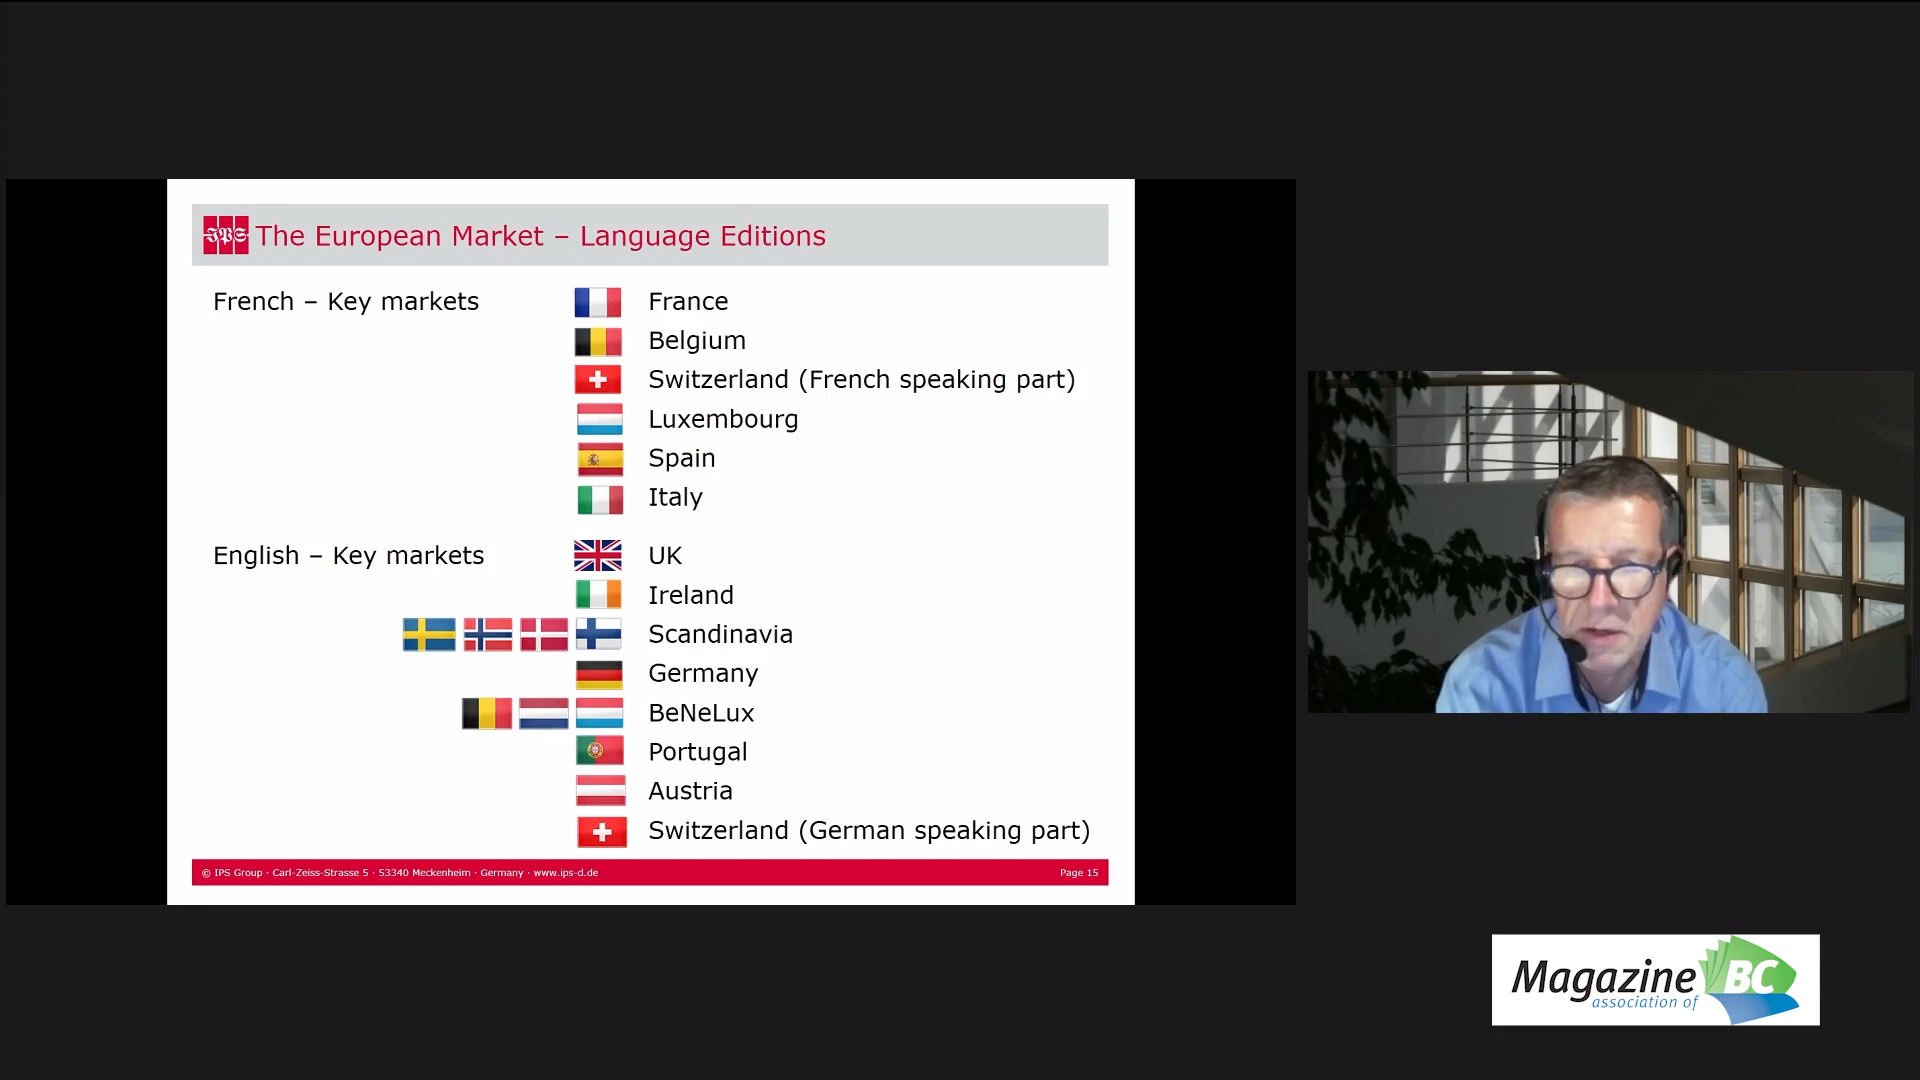 IPS The European Market – Language Editions
French – Key markets France
Belgium
Switzerland (French speaking part)
Luxembourg
Spain
Italy
English – Key markets UK
Ireland
Scandinavia
Germany
BeNeLux
Portugal
Austria
Switzerland (German speaking part)
© IPS Group · Carl-Zeiss-Strasse 5 · 53340 Meckenheim · Germany · www.ips-d.de Page 15
Magazine BC
association of